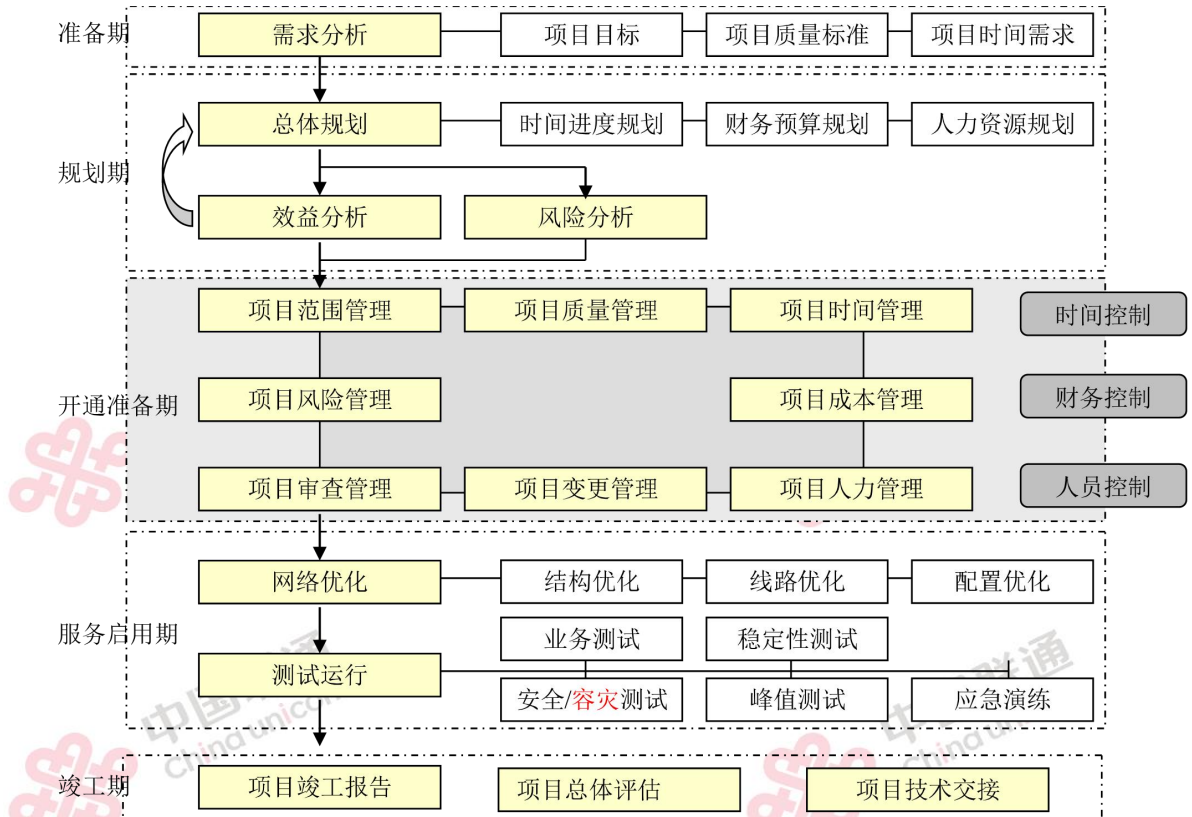 准备期
需求分析
项目目标
项目质量标准
项目时间需求
总体规划
时间进度规划
财务预算规划
人力资源规划
规划期
效益分析
风险分析
项目范围管理
项目质量管理
项目时间管理
时间控制
开通准备期
项目风险管理
项目成本管理
财务控制
项目审查管理
项目变更管理
项目人力管理
人员控制
网络优化
结构优化
线路优化
配置优化
服务启用期
业务测试
稳定性测试
测试运行
安全/容灾测试
峰值测试
应急演练
竣工期
项目竣工报告
项目总体评估
项目技术交接